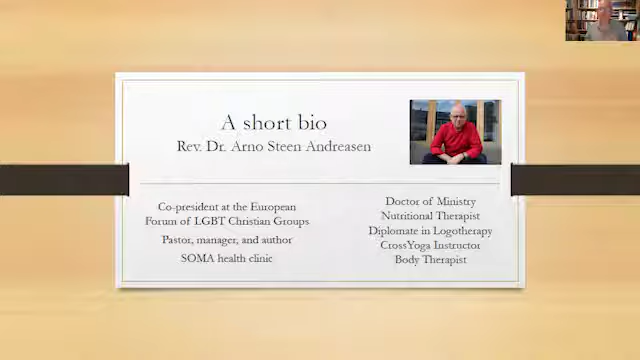 A short bio
Rev. Dr. Arno Steen Andreasen
Co-president at the European
Forum of LGBT Christian Groups
Pastor, manager, and author
SOMA health clinic
Doctor of Ministry
Nutritional Therapist
Diplomate in Logotherapy
CrossYoga Instructor
Body Therapist